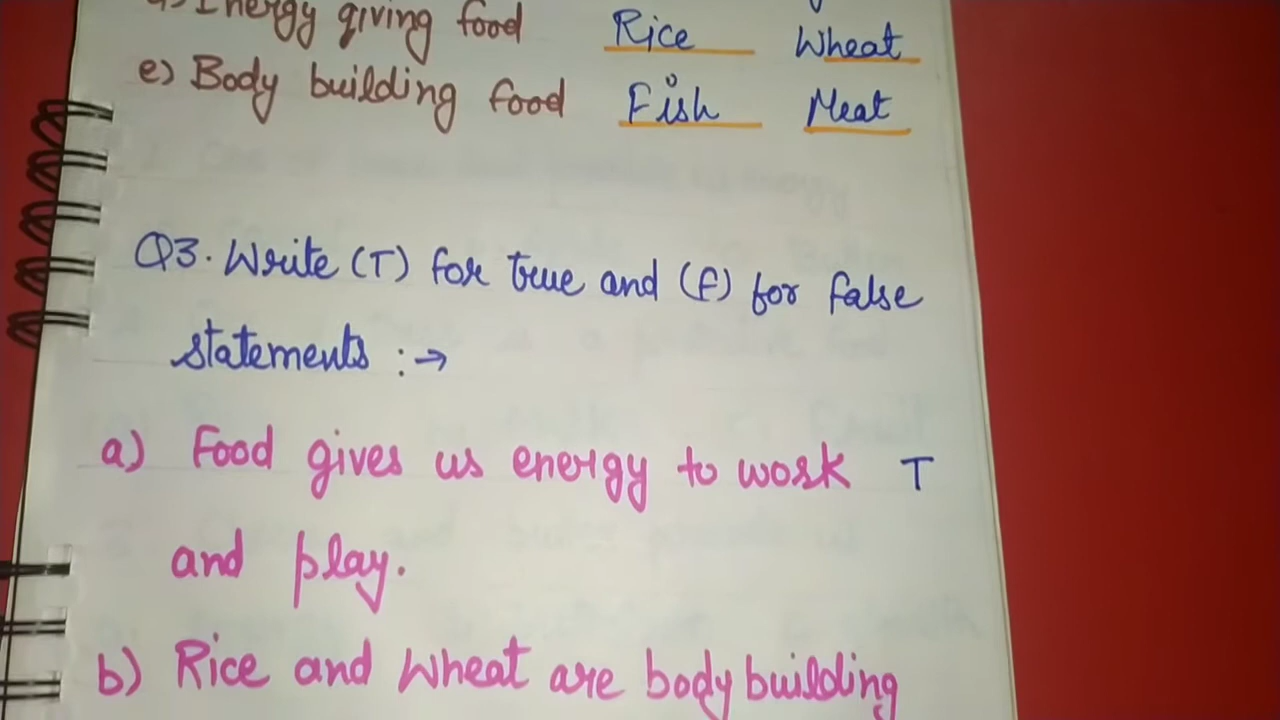 d) Energy giving food Rice Wheat
e) Body building food Fish Meat
Q3. Write (T) for true and (F) for false
statements :→
a) Food gives us energy to work T
and play.
b) Rice and wheat are body building